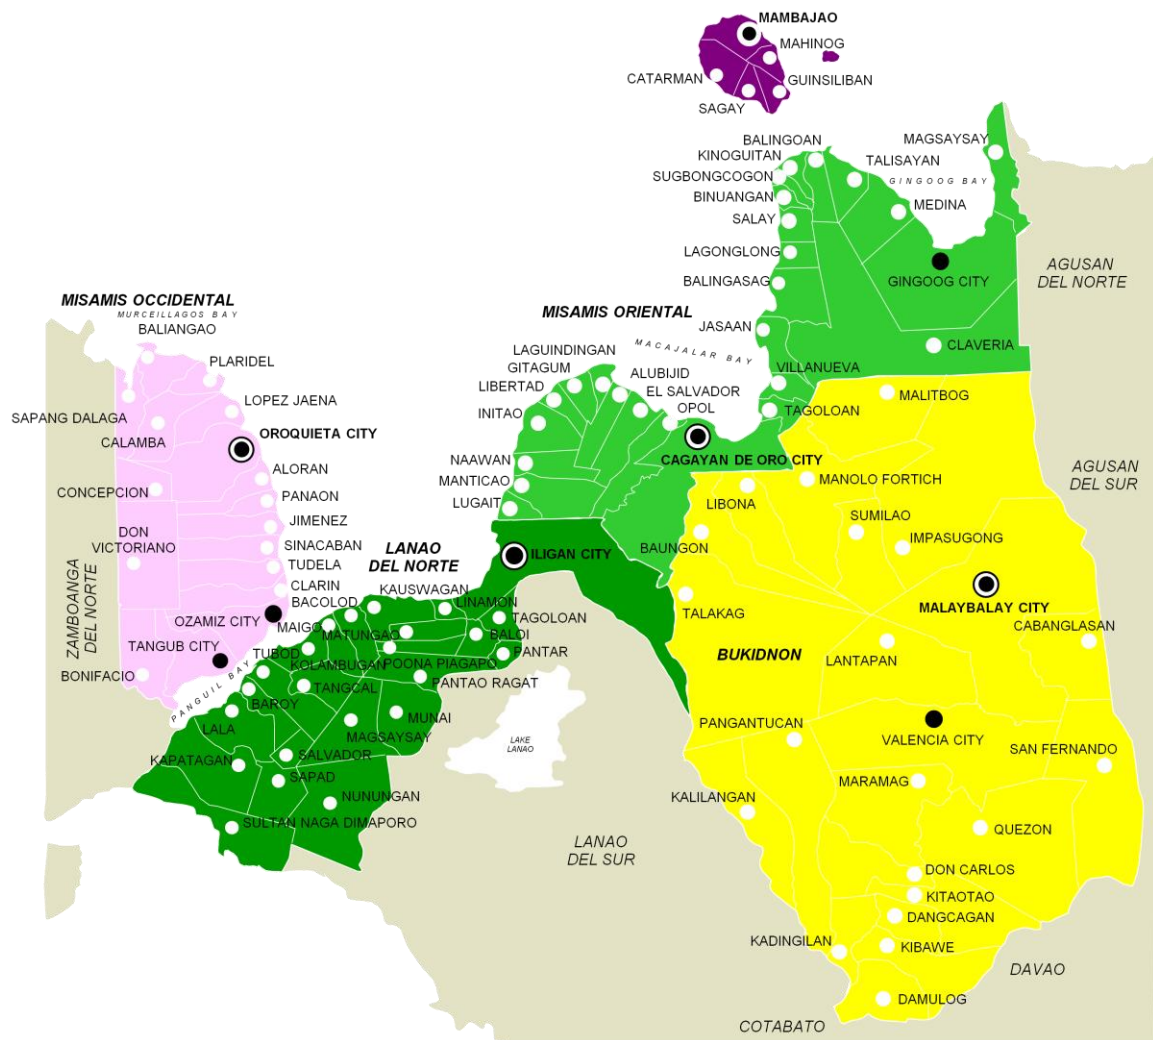 MAMBAJAO
MAHINOG
CATARMAN
GUINSILIBAN
SAGAY
BALINGOAN
MAGSAYSAY
KINOGUITAN
TALISAYAN
SUGBONGCOGON
GINGOOG BAY
BINUANGAN
MEDINA
SALAY
LAGONGLONG
AGUSAN
DEL NORTE
GINGOOG CITY
BALINGASAG
MISAMIS OCCIDENTAL
MURCEILLAGOS BAY
MISAMIS ORIENTAL
BALIANGAO
JASAAN
MACAJALAR BAY
CLAVERIA
LAGUINDINGAN
PLARIDEL
GITAGUM
ALUBIJID
VILLANUEVA
LIBERTAD
EL SALVADOR
MALITBOG
LOPEZ JAENA
OPOL
TAGOLOAN
SAPANG DALAGA
INITAO
CALAMBA
OROQUIETA CITY
NAAWAN
CAGAYAN DE ORO CITY
ALORAN
AGUSAN
DEL SUR
MANTICAO
MANOLO FORTICH
CONCEPCION
PANAON
LUGAIT
LIBONA
SUMILAO
JIMENEZ
DON
VICTORIANO
IMPASUGONG
SINACABAN
LANAO
DEL NORTE
ILIGAN CITY
BAUNGON
TUDELA
ZAMBOANGA
DEL NORTE
CLARIN
KAUSWAGAN
BACOLOD
LINAMON
TALAKAG
MALAYBALAY CITY
OZAMIZ CITY
MAIGO
MATUNGAO
TAGOLOAN
CABANGLASAN
TANGUB CITY
BALOI
TUBOD
KOLAMBUGAN
POONA PIAGAPO
PANTAR
BUKIDNON
LANTAPAN
BONIFACIO
PANGUIL BAY
BAROY
TANGCAL
PANTAO RAGAT
LALA
MUNAI
MAGSAYSAY
PANGANTUCAN
VALENCIA CITY
LAKE
LANAO
SALVADOR
KAPATAGAN
SAN FERNANDO
SAPAD
MARAMAG
NUNUNGAN
KALILANGAN
SULTAN NAGA DIMAPORO
QUEZON
LANAO
DEL SUR
DON CARLOS
KITAOTAO
DANGCAGAN
KADINGILAN
KIBAWE
DAVAO
DAMULOG
COTABATO